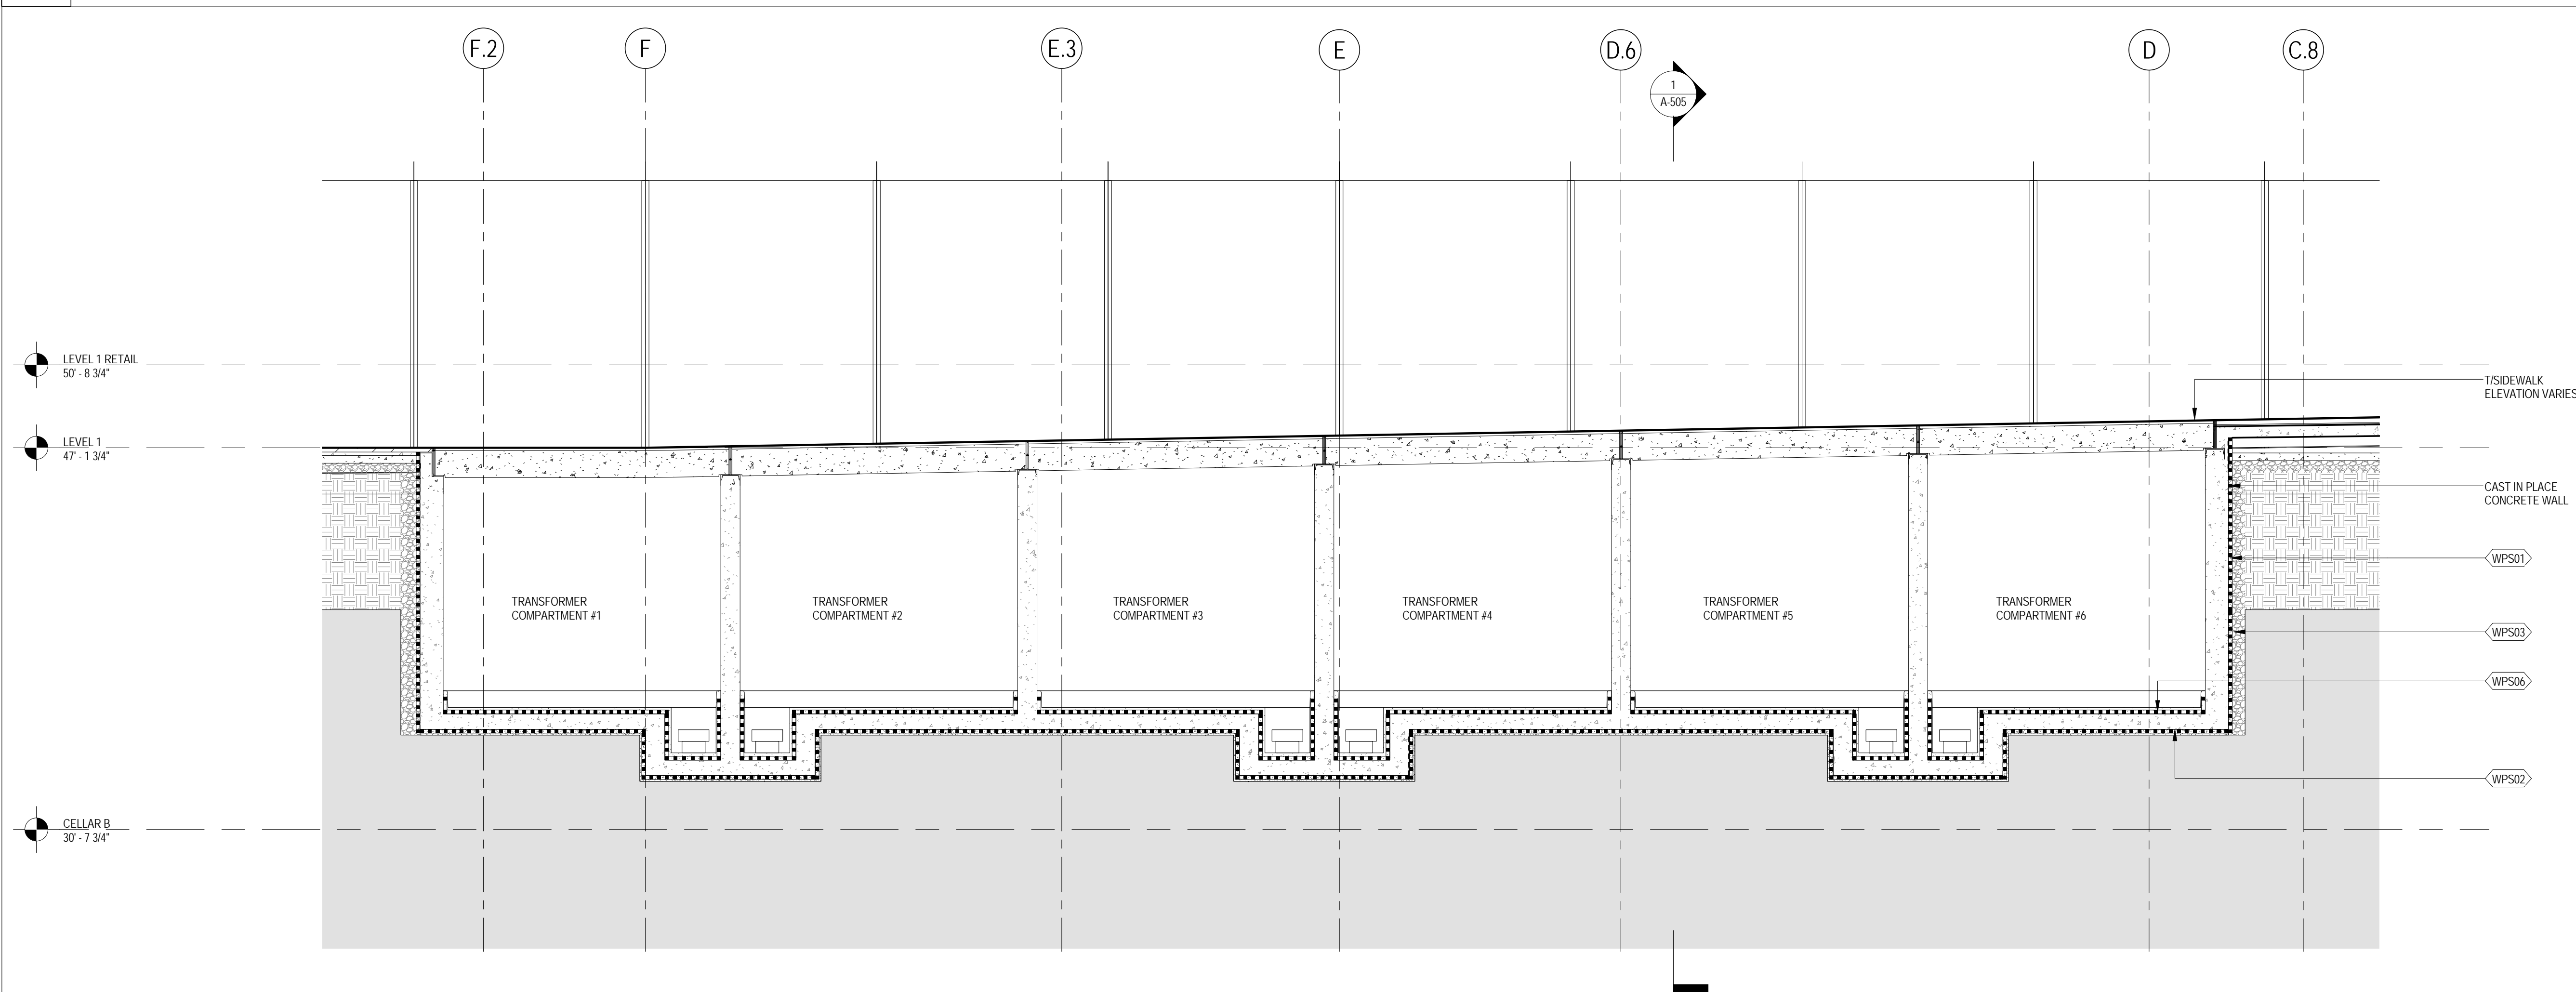 F.2
F
E.3
E
D.6
D
C.8
1
A-505
LEVEL 1 RETAIL
50' - 8 3/4"
T/SIDEWALK
ELEVATION VARIES
LEVEL 1
47' - 1 3/4"
CAST IN PLACE
CONCRETE WALL
WPS01
TRANSFORMER
COMPARTMENT #1
TRANSFORMER
COMPARTMENT #2
TRANSFORMER
COMPARTMENT #3
TRANSFORMER
COMPARTMENT #4
TRANSFORMER
COMPARTMENT #5
TRANSFORMER
COMPARTMENT #6
WPS03
WPS06
WPS02
CELLAR B
30' - 7 3/4"